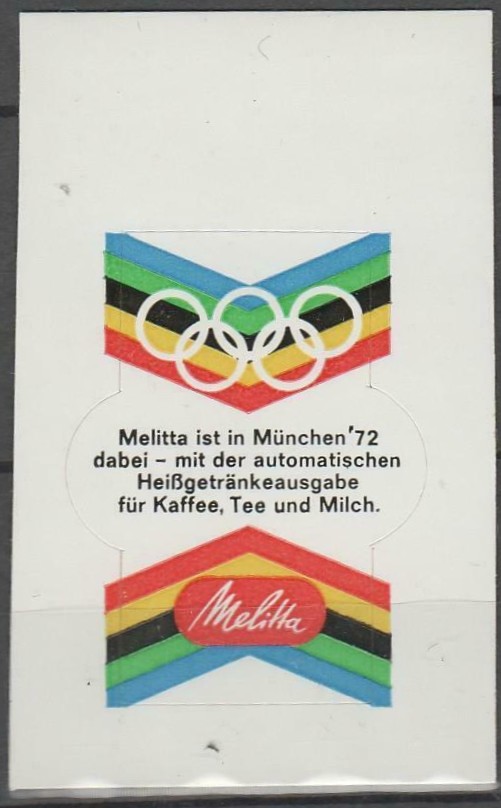 Melitta ist in München '72
dabei – mit der automatischen
Heißgetränkeausgabe
für Kaffee, Tee und Milch.
Melitta